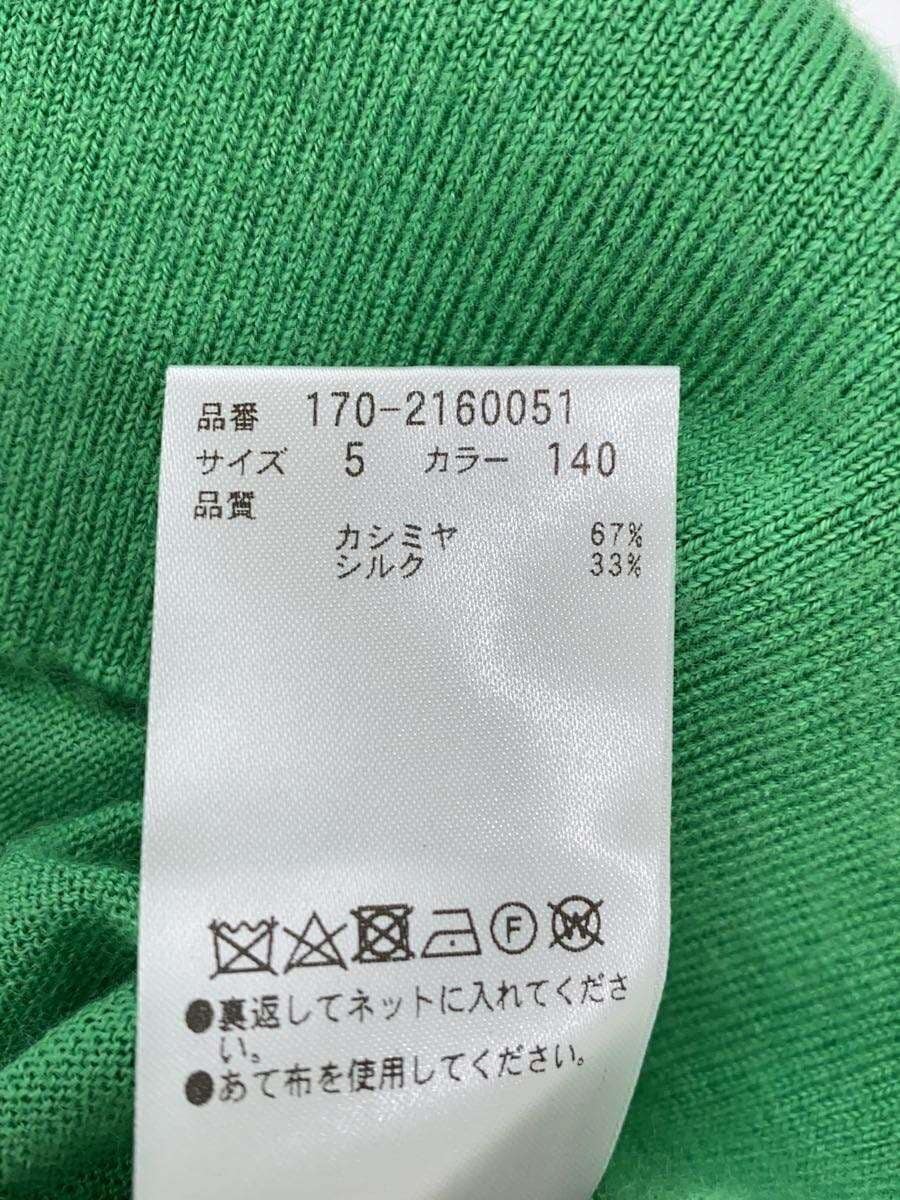 品番 170-2160051
サイズ 5 カラー 140
品質
カシミヤ 67%
シルク 33%
F W
●裏返してネットに入れてくださ
い。
●あて布を使用してください。